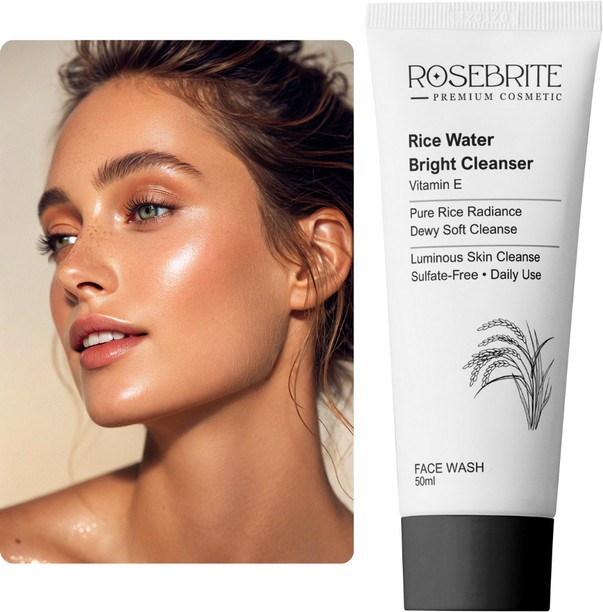 ROSEBRITE
PREMIUM COSMETIC
Rice Water
Bright Cleanser
Vitamin E
Pure Rice Radiance
Dewy Soft Cleanse
Luminous Skin Cleanse
Sulfate-Free • Daily Use
FACE WASH
50ml